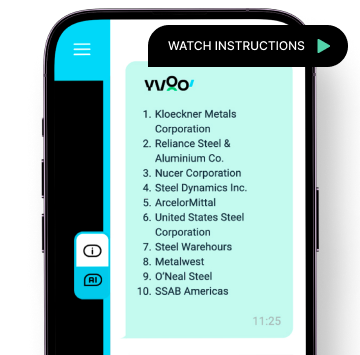 WATCH INSTRUCTIONS
1. Kloeckner Metals
Corporation
2. Reliance Steel &
Aluminium Co.
3. Nucer Corporation
4. Steel Dynamics Inc.
5. ArcelorMittal
6. United States Steel
Corporation
7. Steel Warehours
8. Metalwest
9. O'Neal Steel
10. SSAB Americas
11:25
AI